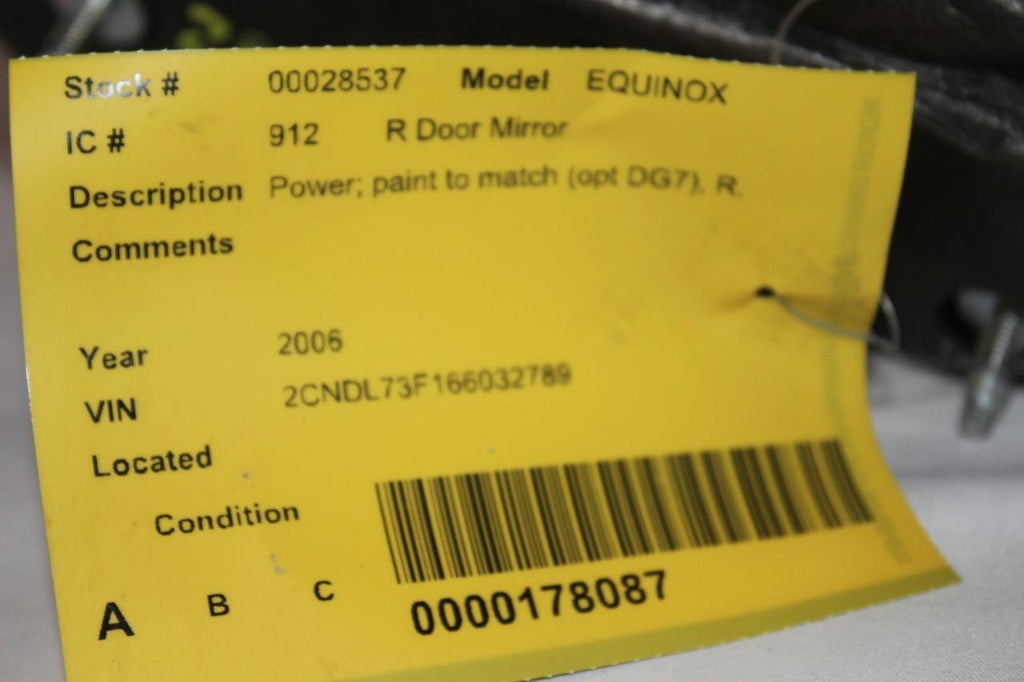 Stock # 00028537 Model EQUINOX
IC # 912 R Door Mirror
Description Power; paint to match (opt DG7), R.
Comments
Year 2006
VIN 2CNDL73F166032789
Located
Condition
A B C
0000178087